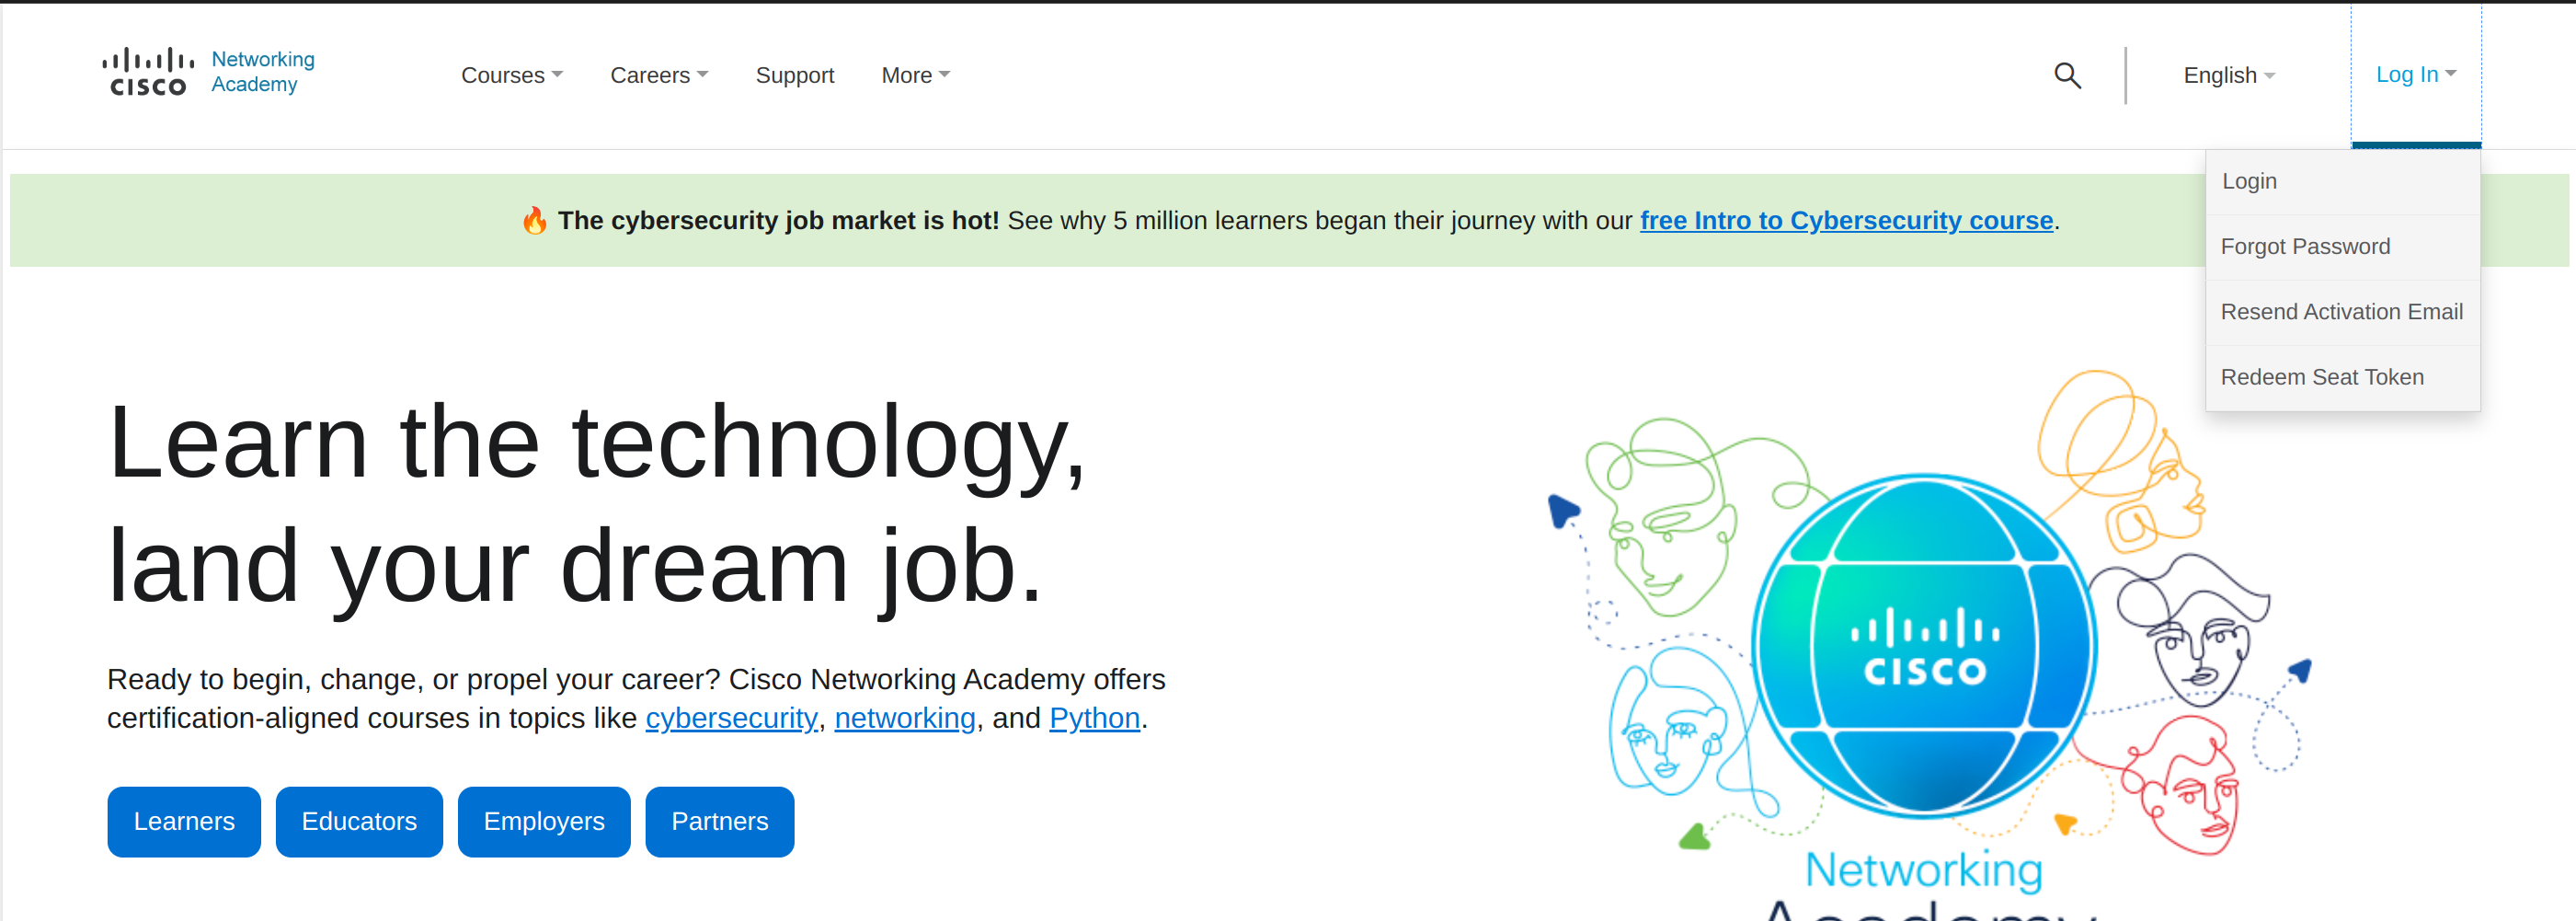 CISCO
Networking
Academy
Courses
Careers
Support
More
English
Log In
Login
Forgot Password
Resend Activation Email
Redeem Seat Token
🔥 The cybersecurity job market is hot! See why 5 million learners began their journey with our free Intro to Cybersecurity course.
Learn the technology,
land your dream job.
Ready to begin, change, or propel your career? Cisco Networking Academy offers
certification-aligned courses in topics like cybersecurity, networking, and Python.
Learners
Educators
Employers
Partners
CISCO
Networking
Academy